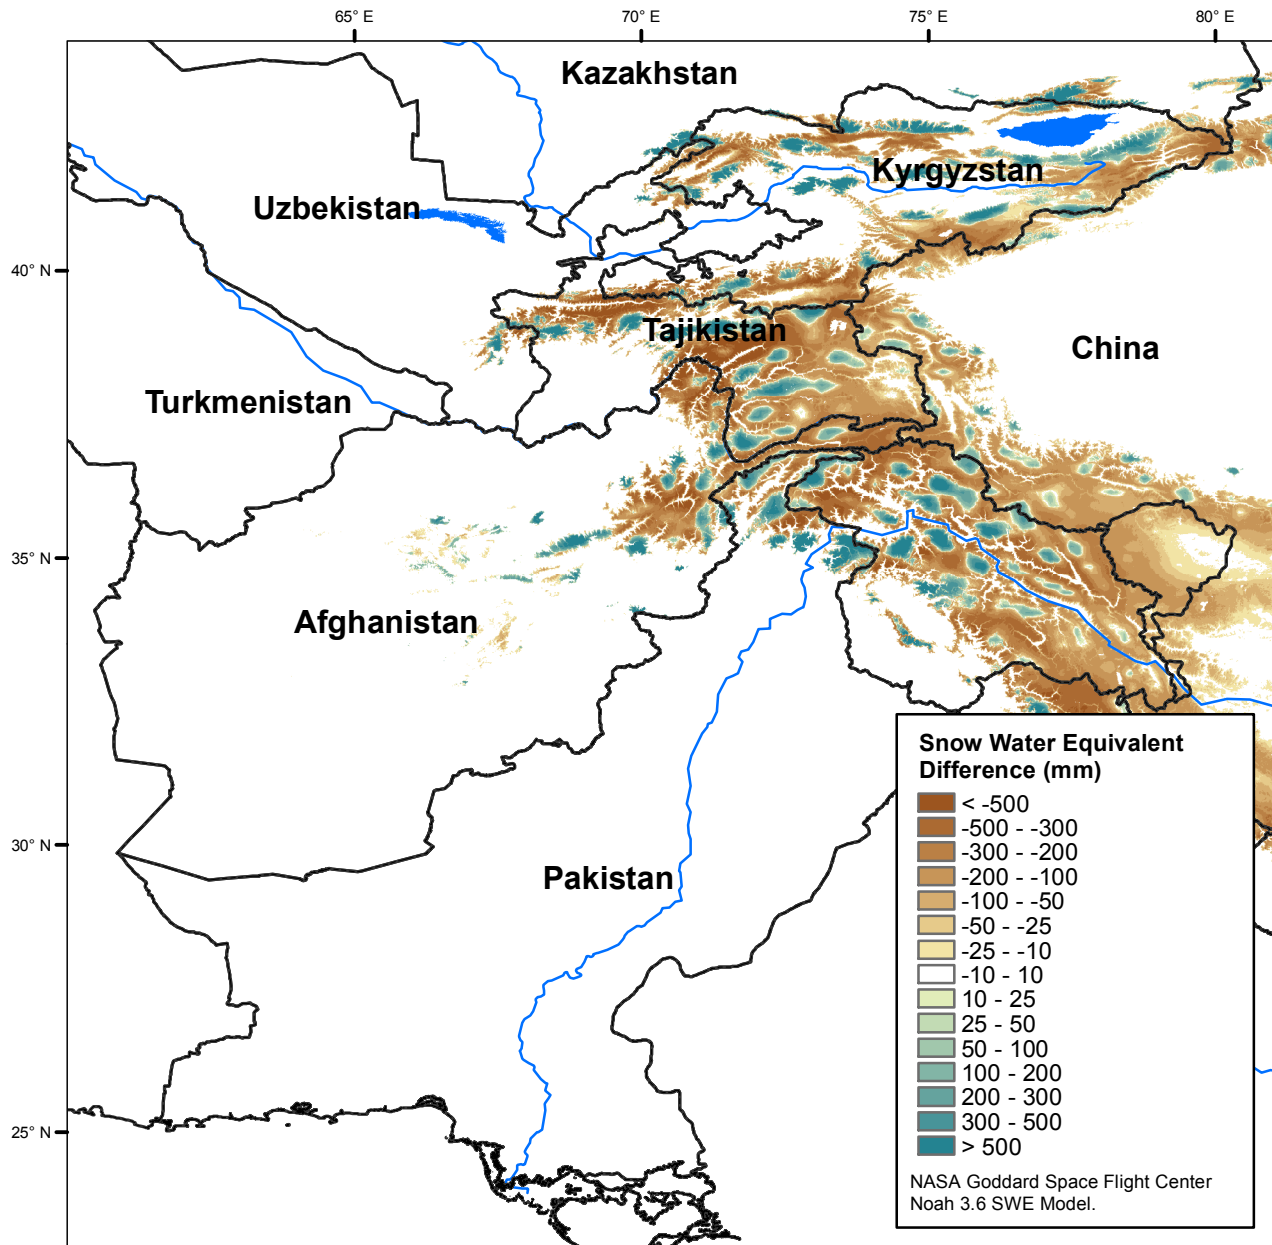 65° E
70° E
75° E
80° E
Kazakhstan
Kyrgyzstan
Uzbekistan
40° N
Tajikistan
China
Turkmenistan
35° N
Afghanistan
Snow Water Equivalent
Difference (mm)
< -500
-500 - -300
-300 - -200
-200 - -100
-100 - -50
-50 - -25
-25 - -10
-10 - 10
10 - 25
25 - 50
50 - 100
100 - 200
200 - 300
300 - 500
> 500
NASA Goddard Space Flight Center
Noah 3.6 SWE Model.
30° N
Pakistan
25° N